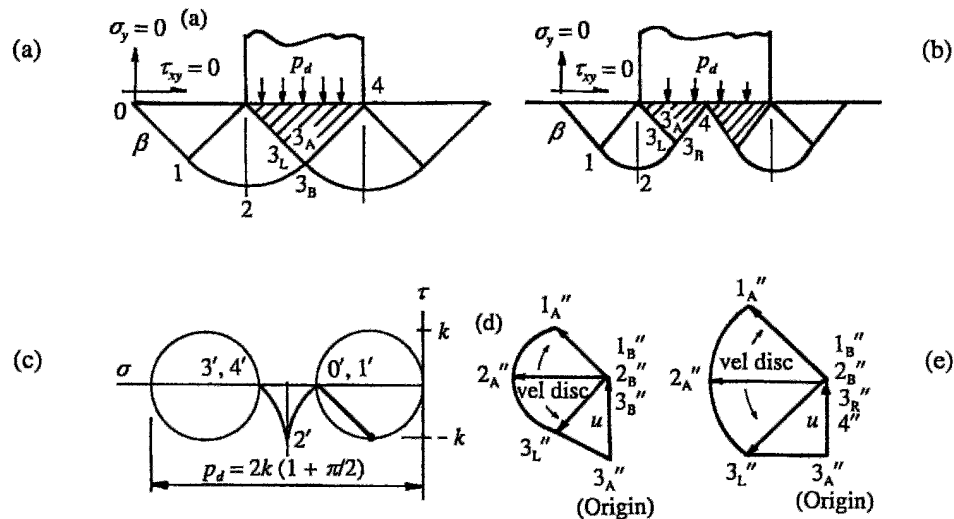 (a)
σy = 0
(a)
τxy = 0
pd
0
4
β
3A
3L
1
3B
2
(b)
σy = 0
τxy = 0
pd
β
3A
4
3L
3R
1
2
(c)
τ
k
σ
3′, 4′
0′, 1′
2′
– k
pd = 2k (1 + π/2)
(d)
1A″
1B″
2A″
2B″
vel disc
3B″
u
3L″
3A″
(Origin)
(e)
1A″
1B″
2A″
2B″
vel disc
3R″
u
4″
3L″
3A″
(Origin)